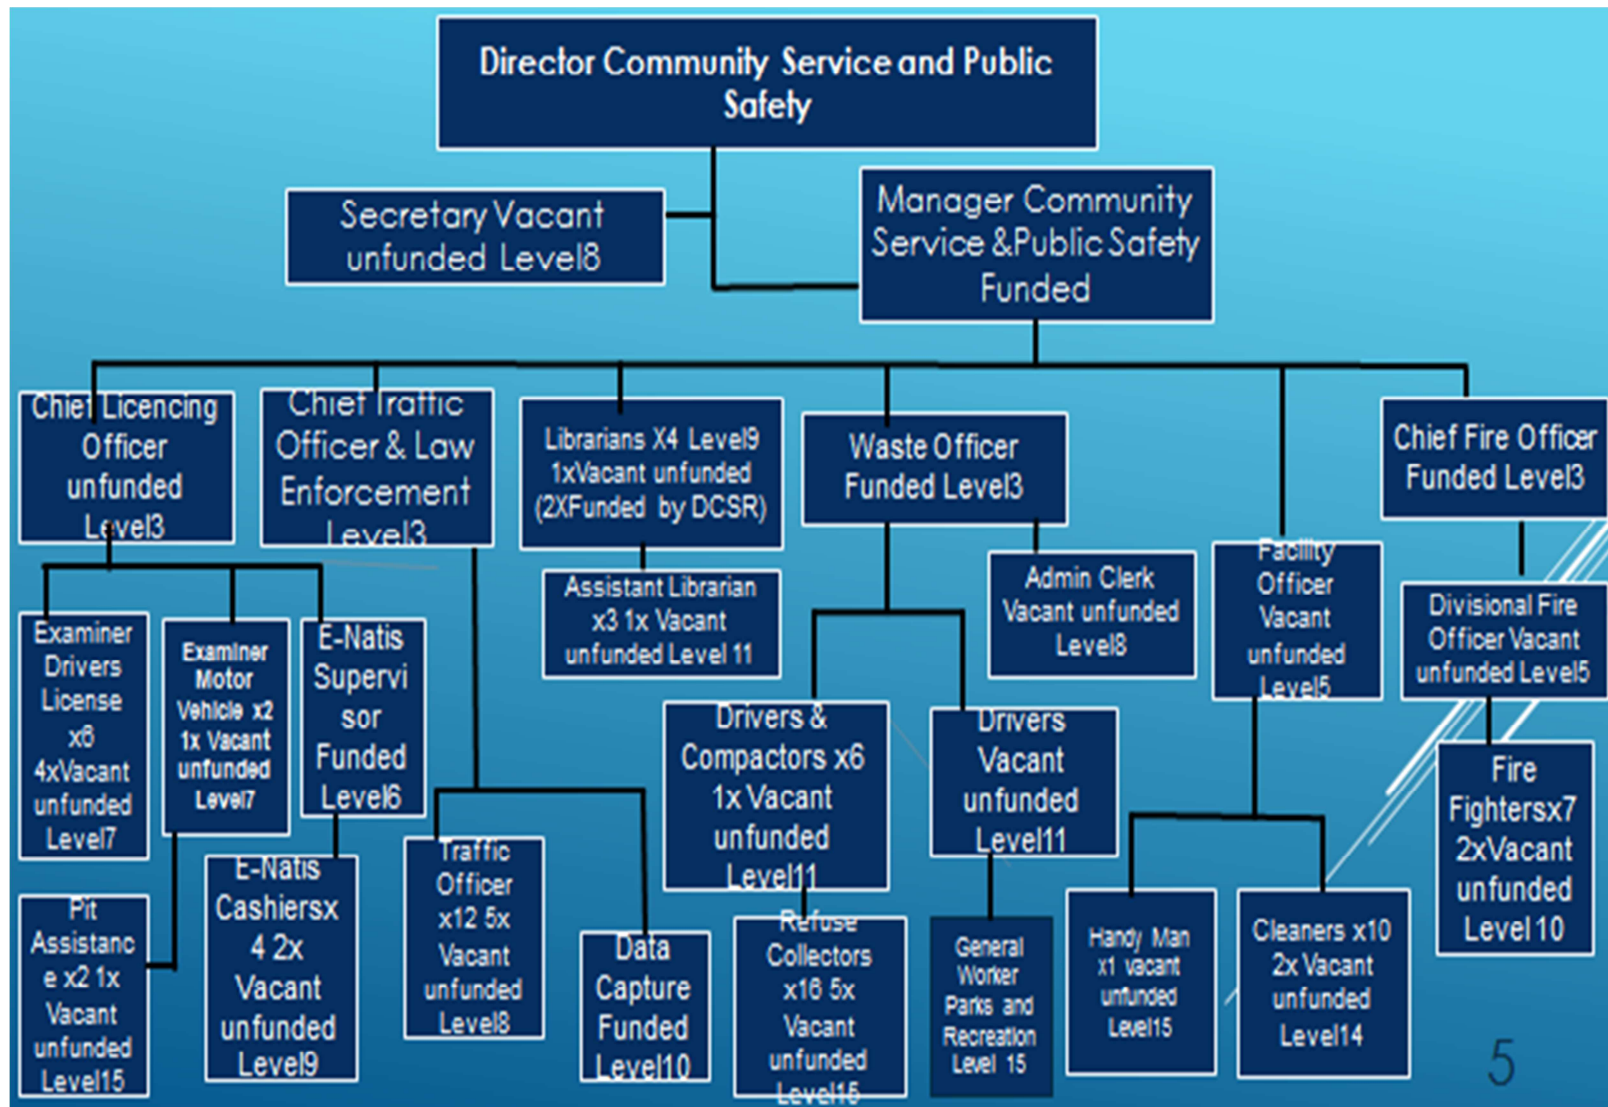 Director Community Service and Public
Safety
Secretary Vacant
unfunded Level8
Manager Community
Service &Public Safety
Funded
Chief Licencing
Officer
unfunded
Level3
Chief Traffic
Officer & Law
Enforcement
Level3
Librarians X4 Level9
1xVacant unfunded
(2XFunded by DCSR)
Waste Officer
Funded Level3
Chief Fire Officer
Funded Level3
Assistant Librarian
x3 1x Vacant
unfunded Level 11
Admin Clerk
Vacant unfunded
Level8
Facility
Officer
Vacant
unfunded
Level5
Divisional Fire
Officer Vacant
unfunded Level5
Examiner
Drivers
License
x6
4xVacant
unfunded
Level7
Examiner
Motor
Vehicle x2
1x Vacant
unfunded
Level7
E-Natis
Supervi
sor
Funded
Level6
Drivers &
Compactors x6
1x Vacant
unfunded
Level11
Drivers
Vacant
unfunded
Level11
Fire
Fightersx7
2xVacant
unfunded
Level 10
Pit
Assistanc
e x2 1x
Vacant
unfunded
Level15
E-Natis
Cashiersx
4 2x
Vacant
unfunded
Level9
Traffic
Officer
x12 5x
Vacant
unfunded
Level8
Data
Capture
Funded
Level10
Refuse
Collectors
x16 5x
Vacant
unfunded
Level15
General
Worker
Parks and
Recreation
Level 15
Handy Man
x1 vacant
unfunded
Level15
Cleaners x10
2x Vacant
unfunded
Level14
5